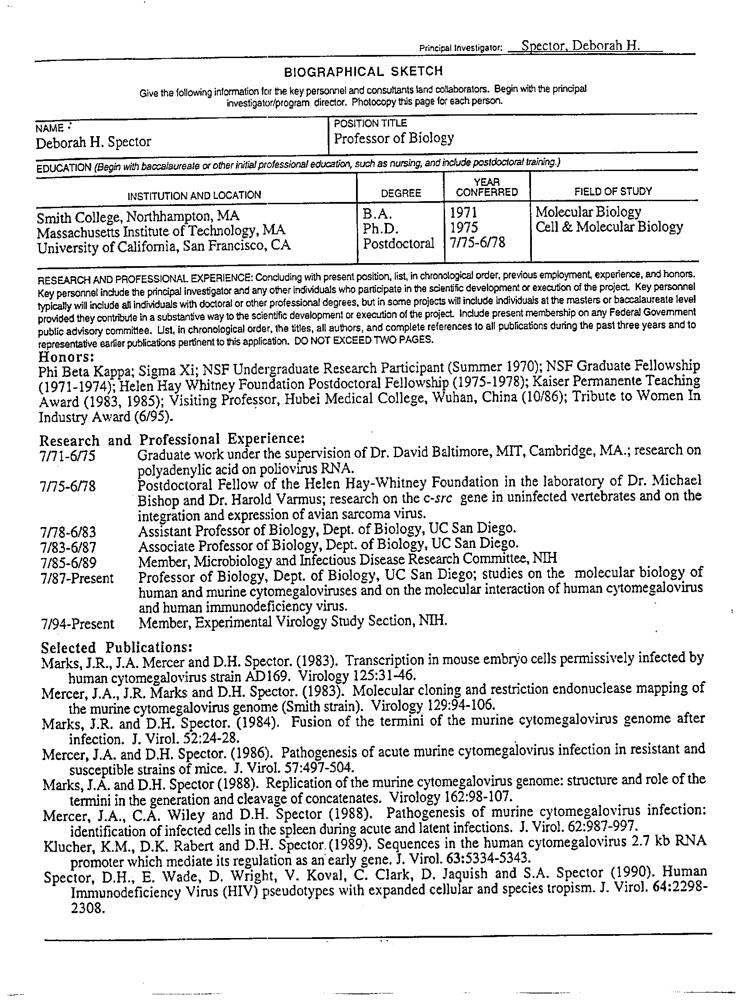 Principal Investigator: Spector, Deborah H.
BIOGRAPHICAL SKETCH
Give the following information for the key personnel and consultants land collaborators. Begin with the principal
investigator/program director. Photocopy this page for each person.
NAME
Deborah H. Spector
POSITION TITLE
Professor of Biology
EDUCATION (Begin with baccalaureate or other initial professional education, such as nursing, and include postdoctoral training.)
INSTITUTION AND LOCATION DEGREE YEAR CONFERRED FIELD OF STUDY
Smith College, Northhampton, MA B.A. 1971 Molecular Biology
Massachusetts Institute of Technology, MA Ph.D. 1975 Cell & Molecular Biology
University of California, San Francisco, CA Postdoctoral 7/75-6/78
RESEARCH AND PROFESSIONAL EXPERIENCE: Concluding with present position, list, in chronological order, previous employment, experience, and honors.
Key personnel include the principal investigator and any other individuals who participate in the scientific development or execution of the project. Key personnel
typically will include all individuals with doctoral or other professional degrees, but in some projects will include individuals at the masters or baccalaureate level
provided they contribute in a substantive way to the scientific development or execution of the project. Include present membership on any Federal Government
public advisory committee. List, in chronological order, the titles, all authors, and complete references to all publications during the past three years and to
representative earlier publications pertinent to this application. DO NOT EXCEED TWO PAGES.
Honors:
Phi Beta Kappa; Sigma Xi; NSF Undergraduate Research Participant (Summer 1970); NSF Graduate Fellowship
(1971-1974); Helen Hay Whitney Foundation Postdoctoral Fellowship (1975-1978); Kaiser Permanente Teaching
Award (1983, 1985); Visiting Professor, Hubei Medical College, Wuhan, China (10/86); Tribute to Women In
Industry Award (6/95).
Research and Professional Experience:
7/71-6/75 Graduate work under the supervision of Dr. David Baltimore, MIT, Cambridge, MA.; research on
polyadenylic acid on poliovirus RNA.
7/75-6/78 Postdoctoral Fellow of the Helen Hay-Whitney Foundation in the laboratory of Dr. Michael
Bishop and Dr. Harold Varmus; research on the c-src gene in uninfected vertebrates and on the
integration and expression of avian sarcoma virus.
7/78-6/83 Assistant Professor of Biology, Dept. of Biology, UC San Diego.
7/83-6/87 Associate Professor of Biology, Dept. of Biology, UC San Diego.
7/85-6/89 Member, Microbiology and Infectious Disease Research Committee, NIH
7/87-Present Professor of Biology, Dept. of Biology, UC San Diego; studies on the molecular biology of
human and murine cytomegaloviruses and on the molecular interaction of human cytomegalovirus
and human immunodeficiency virus.
7/94-Present Member, Experimental Virology Study Section, NIH.
Selected Publications:
Marks, J.R., J.A. Mercer and D.H. Spector. (1983). Transcription in mouse embryo cells permissively infected by
human cytomegalovirus strain AD169. Virology 125:31-46.
Mercer, J.A., J.R. Marks and D.H. Spector. (1983). Molecular cloning and restriction endonuclease mapping of
the murine cytomegalovirus genome (Smith strain). Virology 129:94-106.
Marks, J.R. and D.H. Spector. (1984). Fusion of the termini of the murine cytomegalovirus genome after
infection. J. Virol. 52:24-28.
Mercer, J.A. and D.H. Spector. (1986). Pathogenesis of acute murine cytomegalovirus infection in resistant and
susceptible strains of mice. J. Virol. 57:497-504.
Marks, J.A. and D.H. Spector (1988). Replication of the murine cytomegalovirus genome: structure and role of the
termini in the generation and cleavage of concatenates. Virology 162:98-107.
Mercer, J.A., C.A. Wiley and D.H. Spector (1988). Pathogenesis of murine cytomegalovirus infection:
identification of infected cells in the spleen during acute and latent infections. J. Virol. 62:987-997.
Klucher, K.M., D.K. Rabert and D.H. Spector. (1989). Sequences in the human cytomegalovirus 2.7 kb RNA
promoter which mediate its regulation as an early gene. J. Virol. 63:5334-5343.
Spector, D.H., E. Wade, D. Wright, V. Koval, C. Clark, D. Jaquish and S.A. Spector (1990). Human
Immunodeficiency Virus (HIV) pseudotypes with expanded cellular and species tropism. J. Virol. 64:2298-
2308.